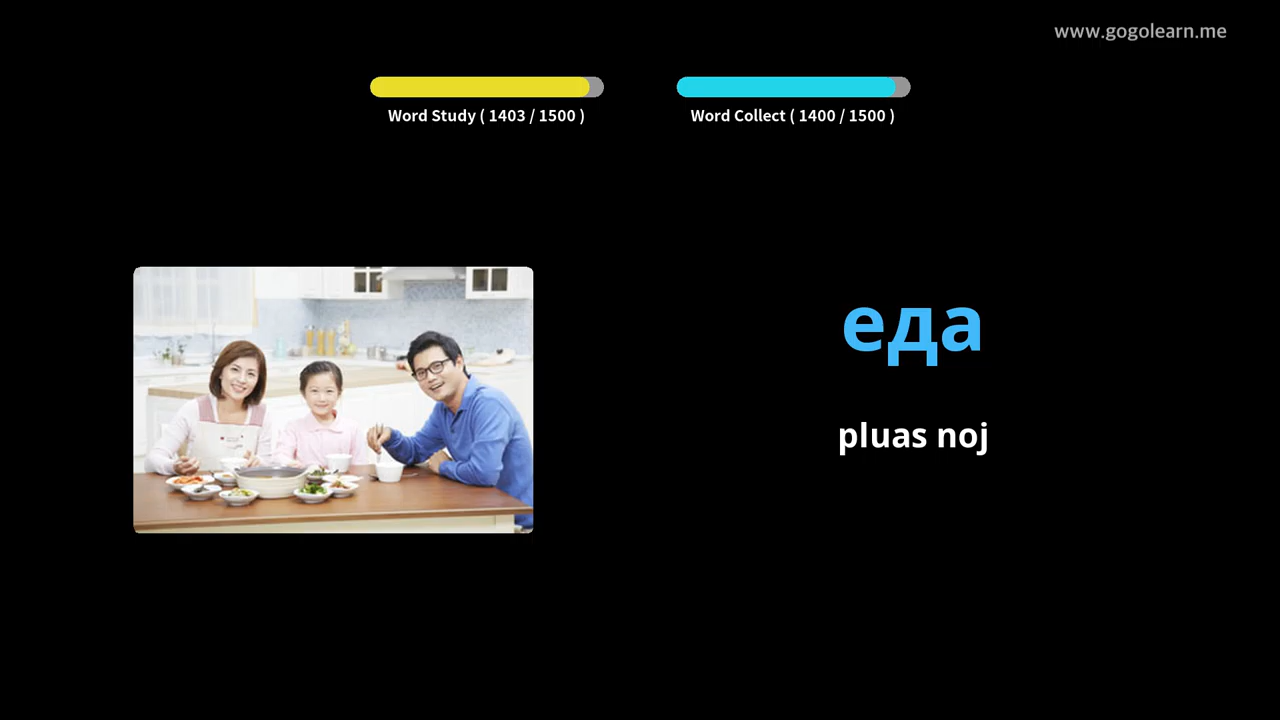 www.gogolearn.me
Word Study ( 1403 / 1500 )
Word Collect ( 1400 / 1500 )
еда
pluas noj